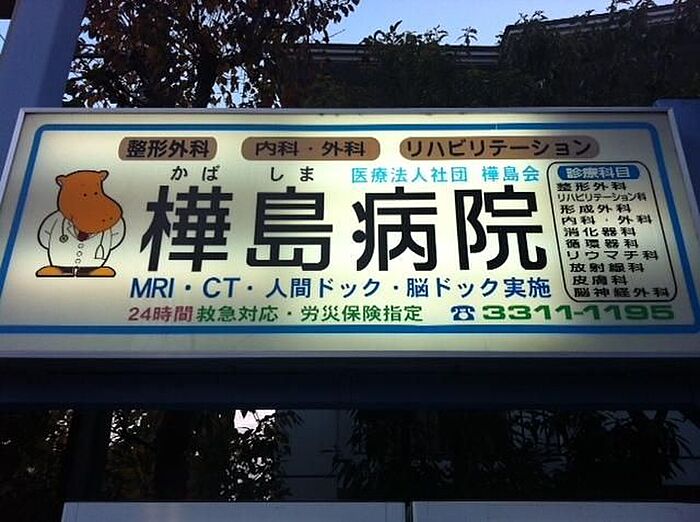 整形外科 内科・外科 リハビリテーション
かば しま 医療法人社団 樺島会
樺島病院
MRI・CT・人間ドック・脳ドック実施
24時間救急対応・労災保険指定 ☎3311-1195
診療科目
整形外科
リハビリテーション科
形成外科
内科・外科
消化器科
循環器科
リウマチ科
放射線科
皮膚科
脳神経外科